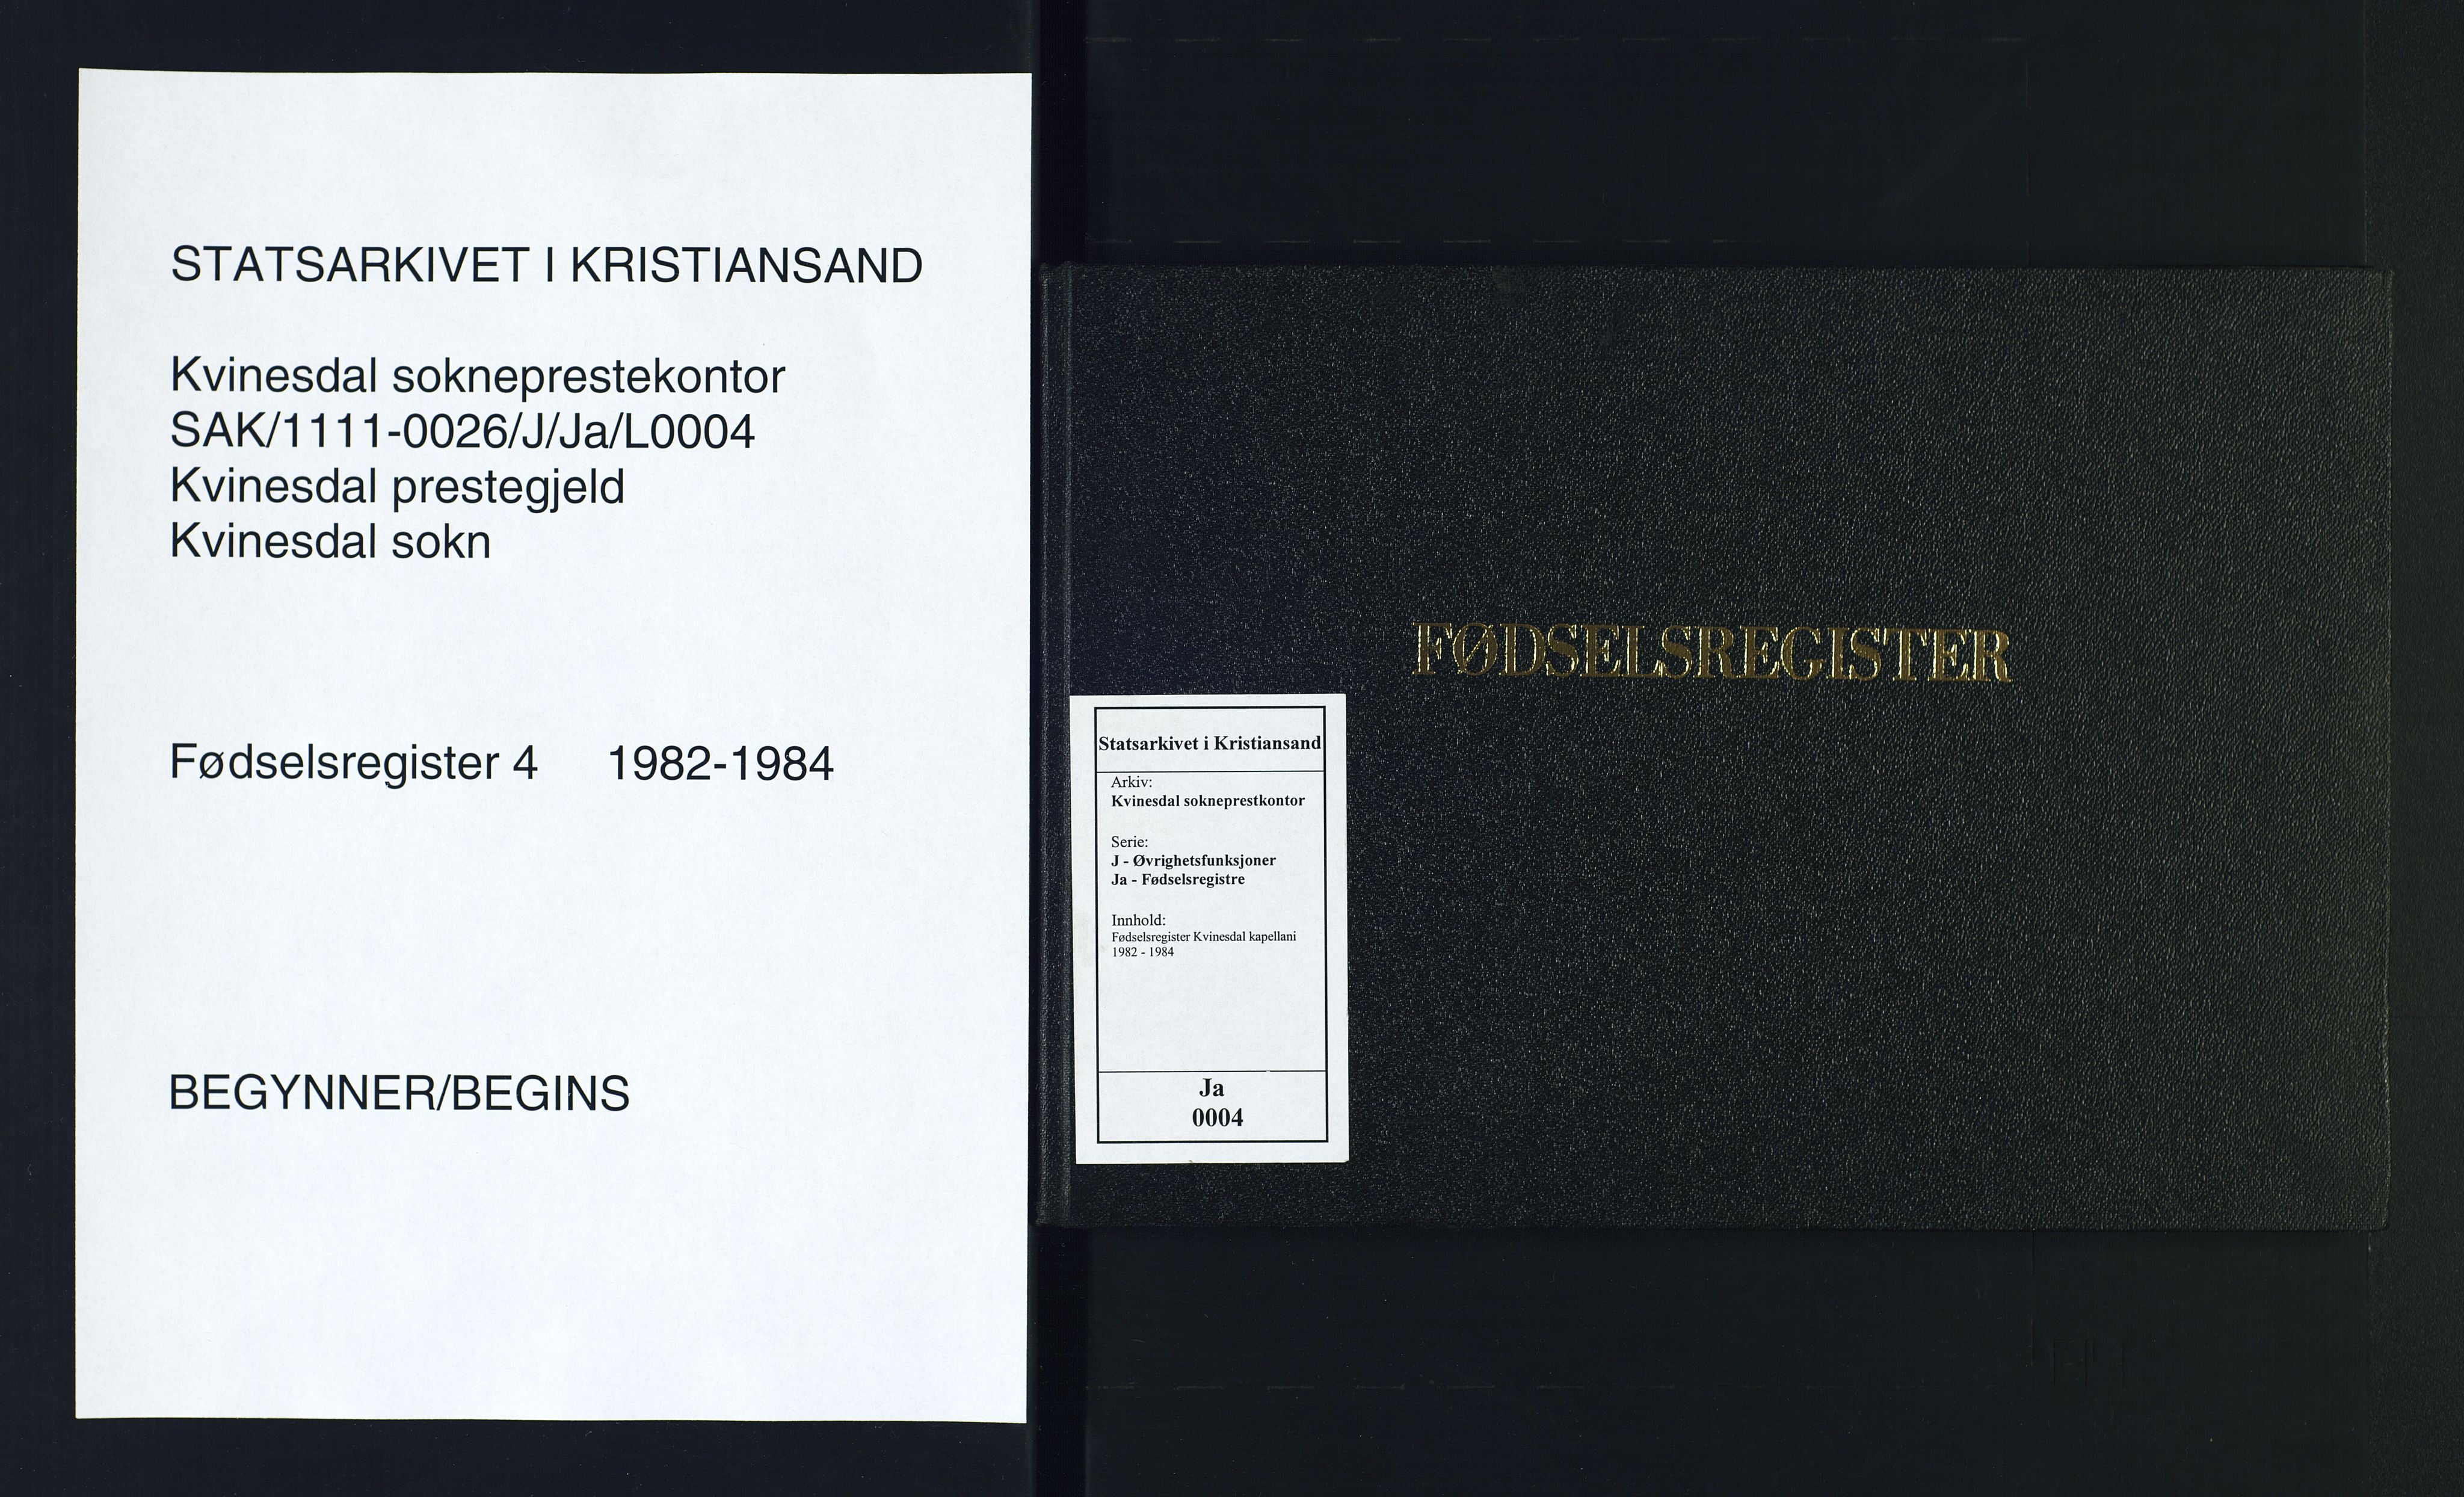 STATSARKIVET I KRISTIANSAND
Kvinesdal sokneprestekontor
SAK/1111-0026/J/Ja/L0004
Kvinesdal prestegjeld
Kvinesdal sokn
Fødselsregister 4 1982-1984
BEGYNNER/BEGINS
FØDSELSREGISTER
Statsarkivet i Kristiansand
Arkiv:
Kvinesdal sokneprestkontor
Serie:
J - Øvrighetsfunksjoner
Ja - Fødselsregistre
Innhold:
Fødselsregister Kvinesdal kapellani
1982 - 1984
Ja
0004